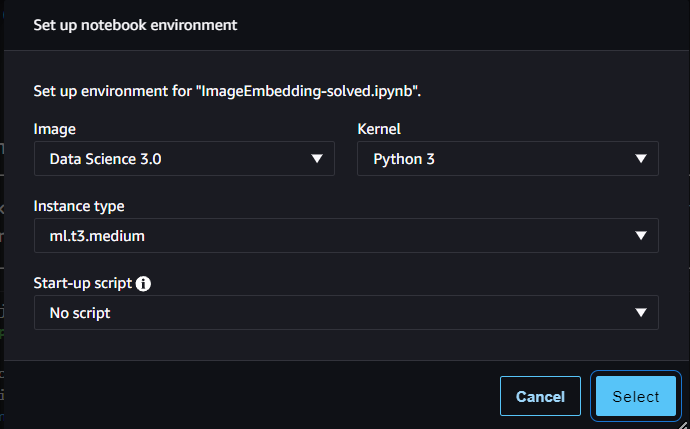 Set up notebook environment
Set up environment for "ImageEmbedding-solved.ipynb".
Image
Kernel
Data Science 3.0
Python 3
Instance type
ml.t3.medium
Start-up script
No script
Cancel
Select